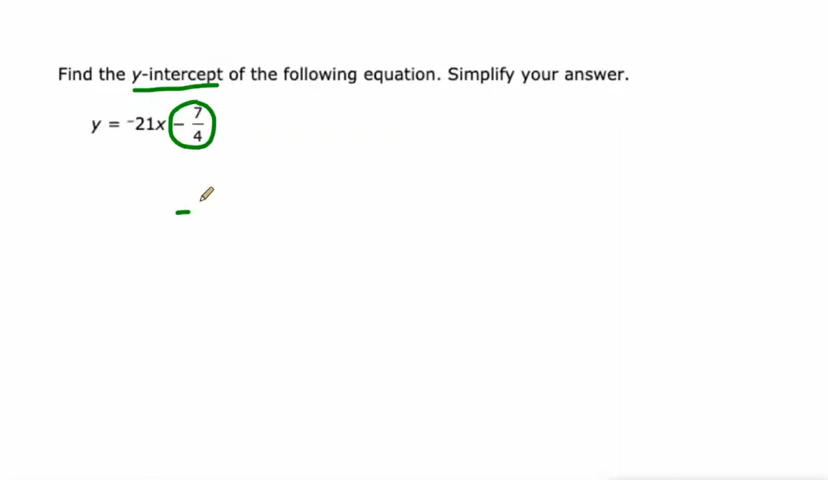 Find the y-intercept of the following equation. Simplify your answer.
y = ⁻21x − 7/4
−